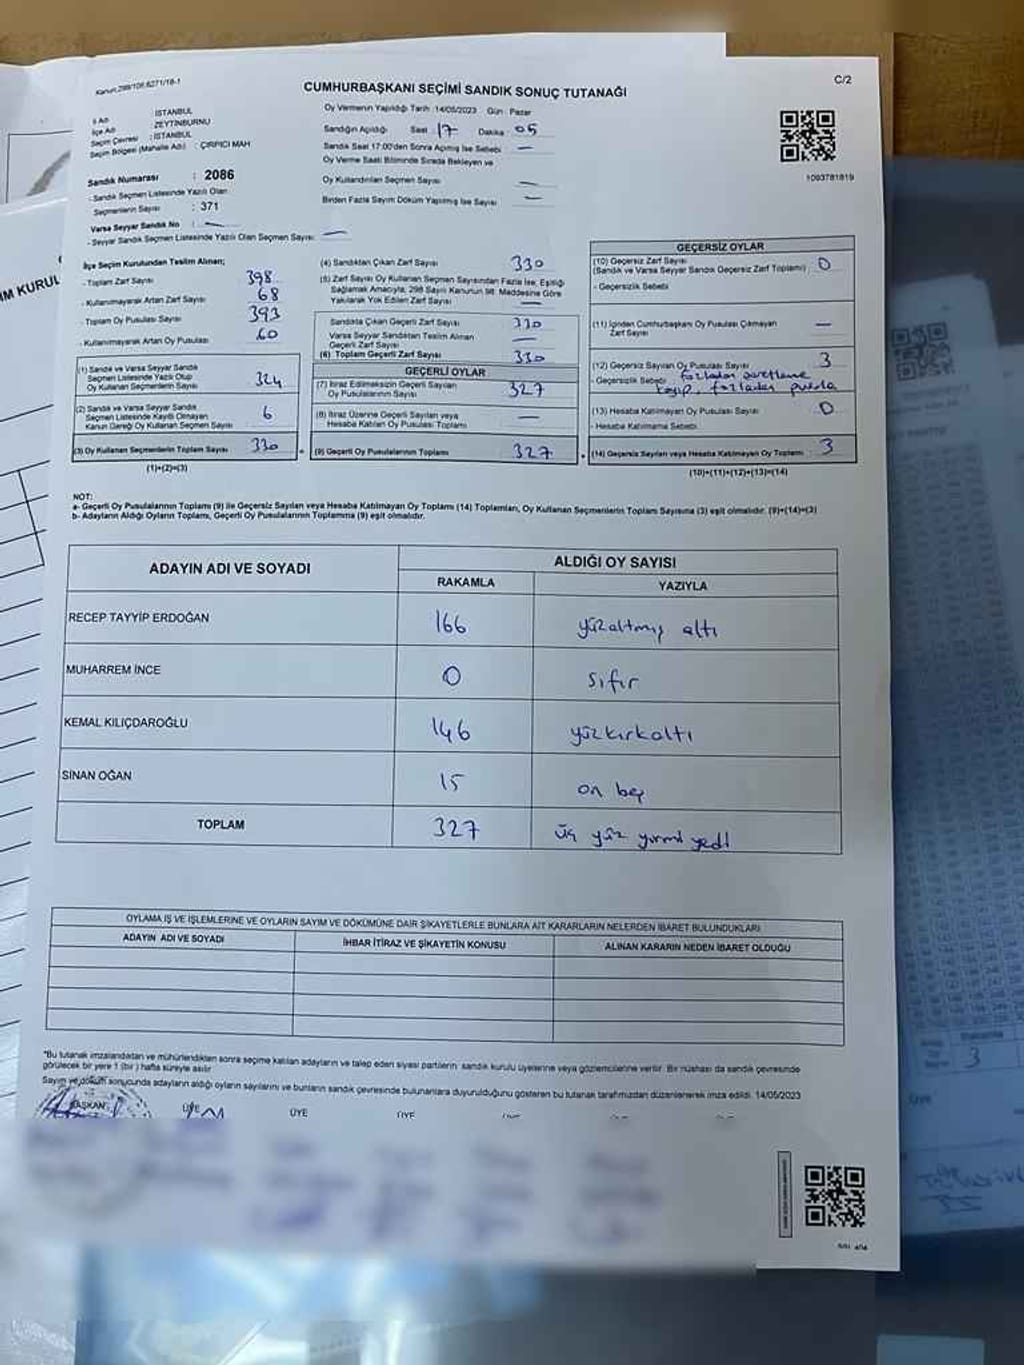 Kanun:298/106,6271/18-1
C/2
CUMHURBAŞKANI SEÇİMİ SANDIK SONUÇ TUTANAĞI
İl Adı : İSTANBUL
İlçe Adı : ZEYTİNBURNU
Seçim Çevresi : İSTANBUL
Seçim Bölgesi (Mahalle Adı) : ÇIRPICI MAH
Sandık Numarası : 2086
- Sandık Seçmen Listesinde Yazılı Olan
Seçmenlerin Sayısı : 371
Varsa Seyyar Sandık No : —
- Seyyar Sandık Seçmen Listesinde Yazılı Olan Seçmen Sayısı: —
Oy Vermenin Yapıldığı Tarih :14/05/2023 Gün : Pazar
Sandığın Açıldığı Saat 17 Dakika 05
Sandık Saat 17:00'den Sonra Açılmış İse Sebebi —
Oy Verme Saati Bitiminde Sırada Bekleyen ve
Oy Kullandırılan Seçmen Sayısı —
Birden Fazla Sayım Döküm Yapılmış İse Sayısı —
1093781819
İlçe Seçim Kurulundan Teslim Alınan;
- Toplam Zarf Sayısı 398
- Kullanılmayarak Artan Zarf Sayısı 68
- Toplam Oy Pusulası Sayısı 393
- Kullanılmayarak Artan Oy Pusulası 60
(1) Sandık ve Varsa Seyyar Sandık
Seçmen Listesinde Yazılı Olup
Oy Kullanan Seçmenlerin Sayısı 324
(2) Sandık ve Varsa Seyyar Sandık
Seçmen Listesinde Kayıtlı Olmayan
Kanun Gereği Oy Kullanan Seçmen Sayısı 6
(3) Oy Kullanan Seçmenlerin Toplam Sayısı 330
(1)+(2)=(3)
(4) Sandıktan Çıkan Zarf Sayısı 330
(5) Zarf Sayısı Oy Kullanan Seçmen Sayısından Fazla İse, Eşitliği
Sağlamak Amacıyla, 298 Sayılı Kanunun 98. Maddesine Göre
Yakılarak Yok Edilen Zarf Sayısı —
Sandıkta Çıkan Geçerli Zarf Sayısı 330
Varsa Seyyar Sandıktan Teslim Alınan
Geçerli Zarf Sayısı —
(6) Toplam Geçerli Zarf Sayısı 330
GEÇERLİ OYLAR
(7) İtiraz Edilmeksizin Geçerli Sayılan
Oy Pusulalarının Sayısı 327
(8) İtiraz Üzerine Geçerli Sayılan veya
Hesaba Katılan Oy Pusulası Toplamı —
(9) Geçerli Oy Pusulalarının Toplamı 327
GEÇERSİZ OYLAR
(10) Geçersiz Zarf Sayısı
(Sandık ve Varsa Seyyar Sandık Geçersiz Zarf Toplamı) 0
- Geçersizlik Sebebi
(11) İçinden Cumhurbaşkanı Oy Pusulası Çıkmayan
Zarf Sayısı —
(12) Geçersiz Sayılan Oy Pusulası Sayısı 3
- Geçersizlik Sebebi fazladan işaretleme
kayıp, fazladan pusula
(13) Hesaba Katılmayan Oy Pusulası Sayısı 0
- Hesaba Katılmama Sebebi
(14) Geçersiz Sayılan veya Hesaba Katılmayan Oy Toplamı 3
(10)+(11)+(12)+(13)=(14)
NOT:
a- Geçerli Oy Pusulalarının Toplamı (9) ile Geçersiz Sayılan veya Hesaba Katılmayan Oy Toplamı (14) Toplamları, Oy Kullanan Seçmenlerin Toplam Sayısına (3) eşit olmalıdır. (9)+(14)=(3)
b- Adayların Aldığı Oyların Toplamı, Geçerli Oy Pusulalarının Toplamına (9) eşit olmalıdır.
ADAYIN ADI VE SOYADI
ALDIĞI OY SAYISI
RAKAMLA YAZIYLA
RECEP TAYYİP ERDOĞAN 166 yüzaltmış altı
MUHARREM İNCE 0 sıfır
KEMAL KILIÇDAROĞLU 146 yüzkırkaltı
SİNAN OĞAN 15 on beş
TOPLAM 327 üç yüz yirmi yedi
OYLAMA İŞ VE İŞLEMLERİNE VE OYLARIN SAYIM VE DÖKÜMÜNE DAİR ŞİKAYETLERLE BUNLARA AİT KARARLARIN NELERDEN İBARET BULUNDUKLARI
ADAYIN ADI VE SOYADI
İHBAR İTİRAZ VE ŞİKAYETİN KONUSU
ALINAN KARARIN NEDEN İBARET OLDUĞU
*Bu tutanak imzalandıktan ve mühürlendikten sonra seçime katılan adayların ve talep eden siyasi partilerin sandık kurulu üyelerine veya gözlemcilerine verilir. Bir nüshası da sandık çevresinde
görülecek bir yere 1 (bir) hafta süreyle asılır.
Sayım ve döküm sonucunda adayların aldığı oyların sayılarını ve bunların sandık çevresinde bulunanlara duyurulduğunu gösteren bu tutanak tarafımızdan düzenlenerek imza edildi. 14/05/2023
BAŞKAN ÜYE ÜYE ÜYE